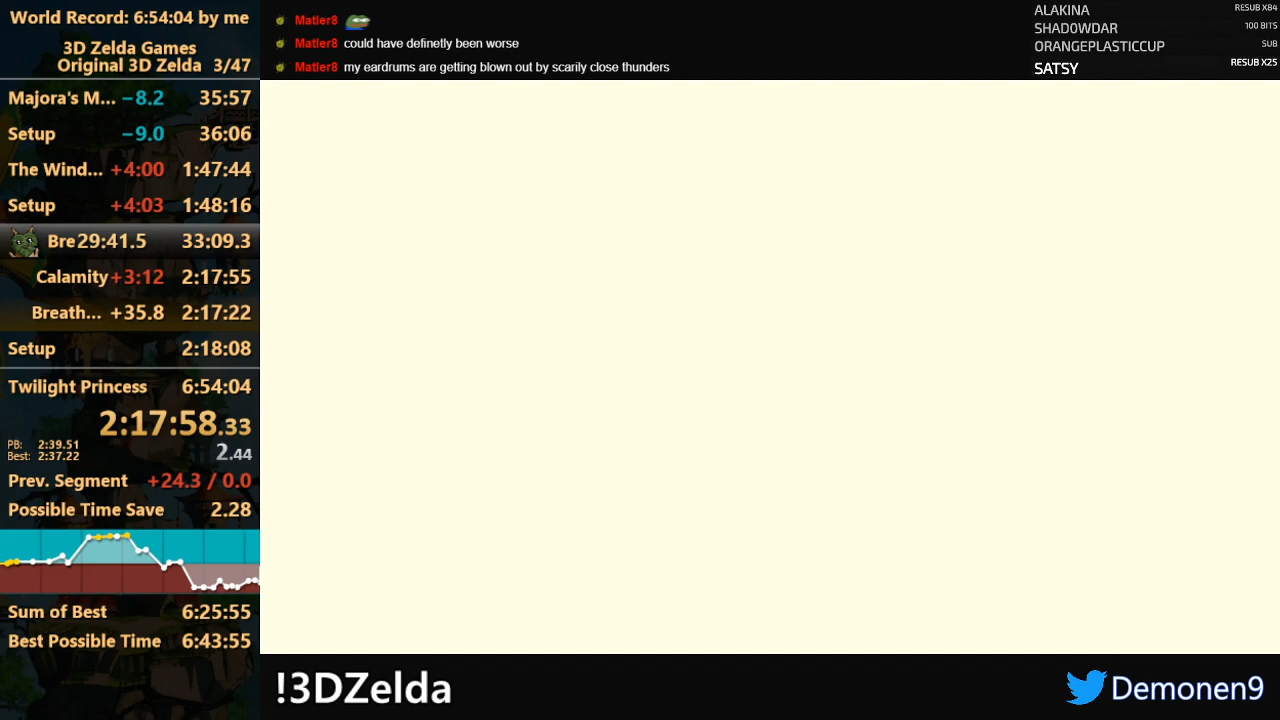 World Record: 6:54:04 by me
3D Zelda Games
Original 3D Zelda 3/47
Majora's M... −8.2 35:57
Setup −9.0 36:06
The Wind... +4:00 1:47:44
Setup +4:03 1:48:16
Bre29:41.5 33:09.3
Calamity +3:12 2:17:55
Breath... +35.8 2:17:22
Setup 2:18:08
Twilight Princess 6:54:04
2:17:58.33
PB: 2:39.51
Best: 2:37.22
2.44
Prev. Segment +24.3 / 0.0
Possible Time Save 2.28
Sum of Best 6:25:55
Best Possible Time 6:43:55
Matler8
Matler8 could have definetly been worse
Matler8 my eardrums are getting blown out by scarily close thunders
ALAKINA RESUB X84
SHAD0WDAR 100 BITS
ORANGEPLASTICCUP SUB
SATSY RESUB X25
!3DZelda
Demonen9